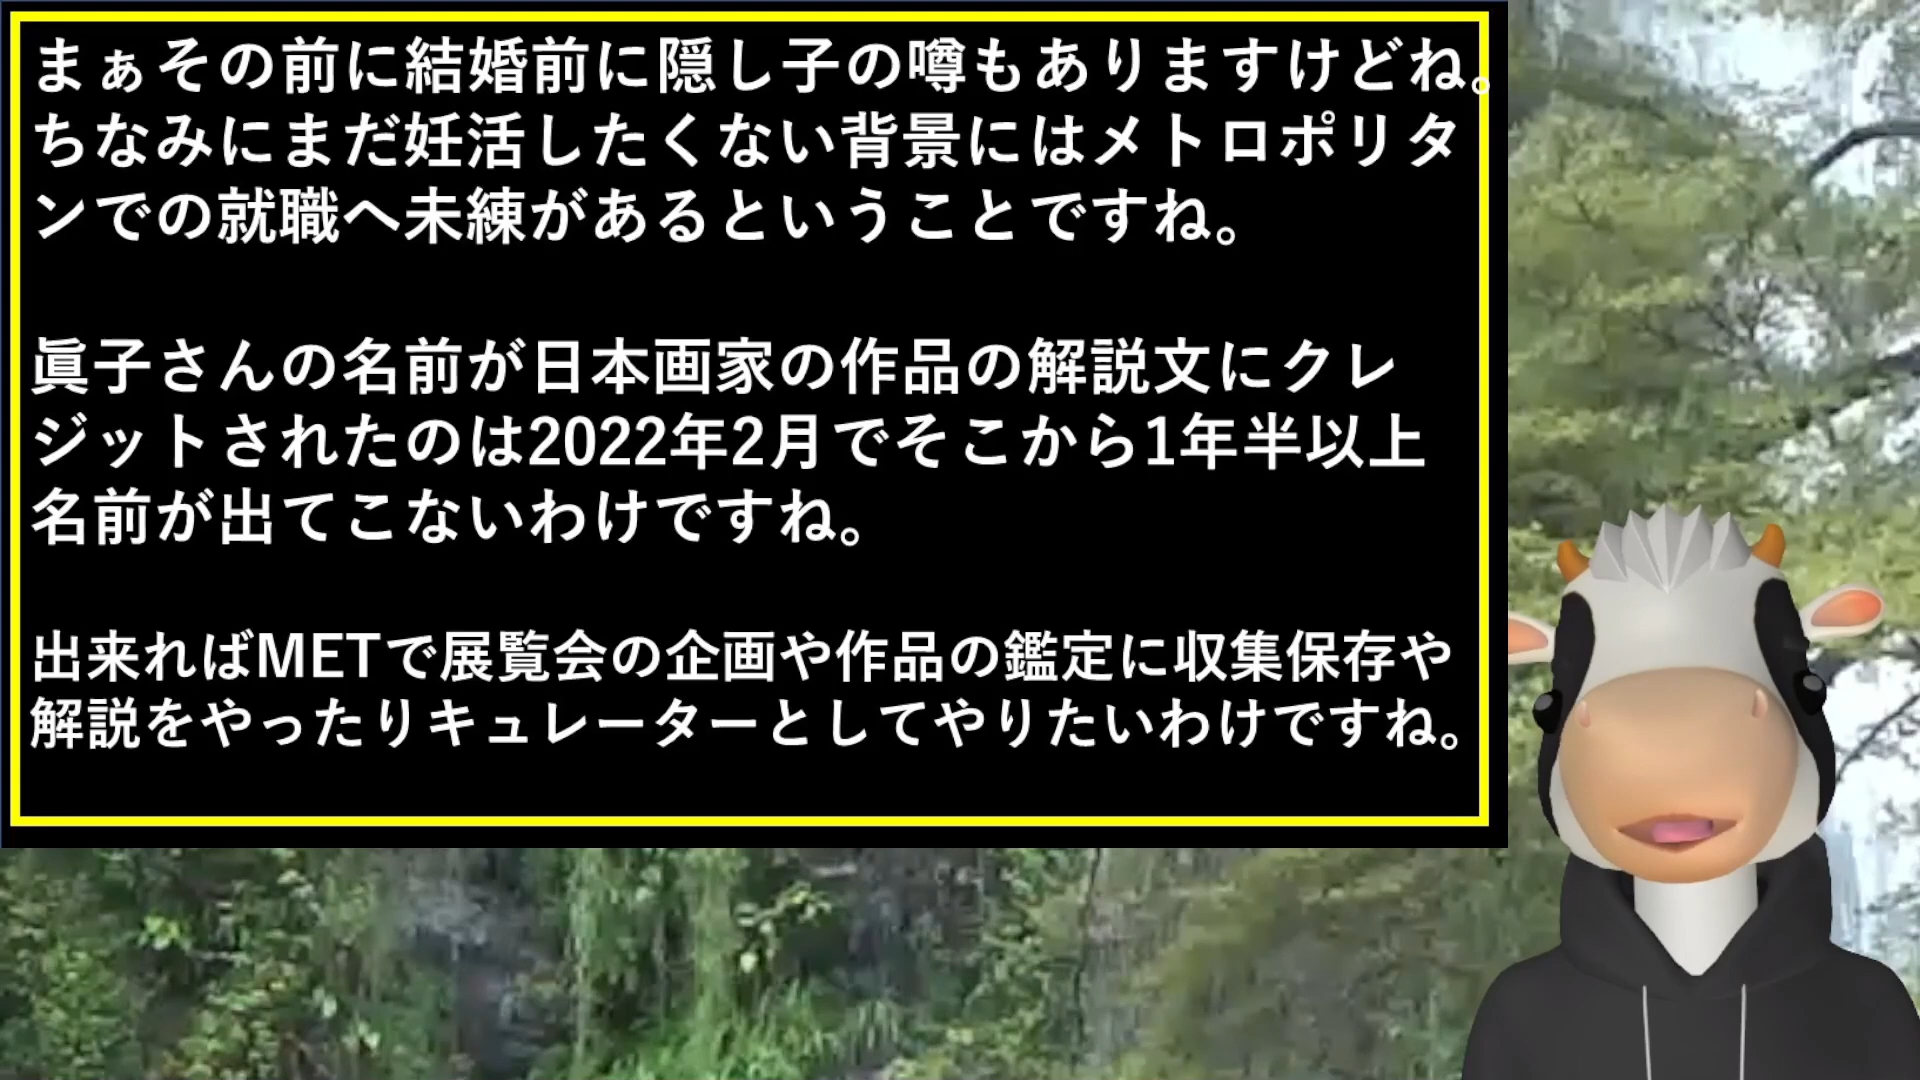 まぁその前に結婚前に隠し子の噂もありますけどね。
ちなみにまだ妊活したくない背景にはメトロポリタ
ンでの就職へ未練があるということですね。
眞子さんの名前が日本画家の作品の解説文にクレ
ジットされたのは2022年2月でそこから1年半以上
名前が出てこないわけですね。
出来ればMETで展覧会の企画や作品の鑑定に収集保存や
解説をやったりキュレーターとしてやりたいわけですね。